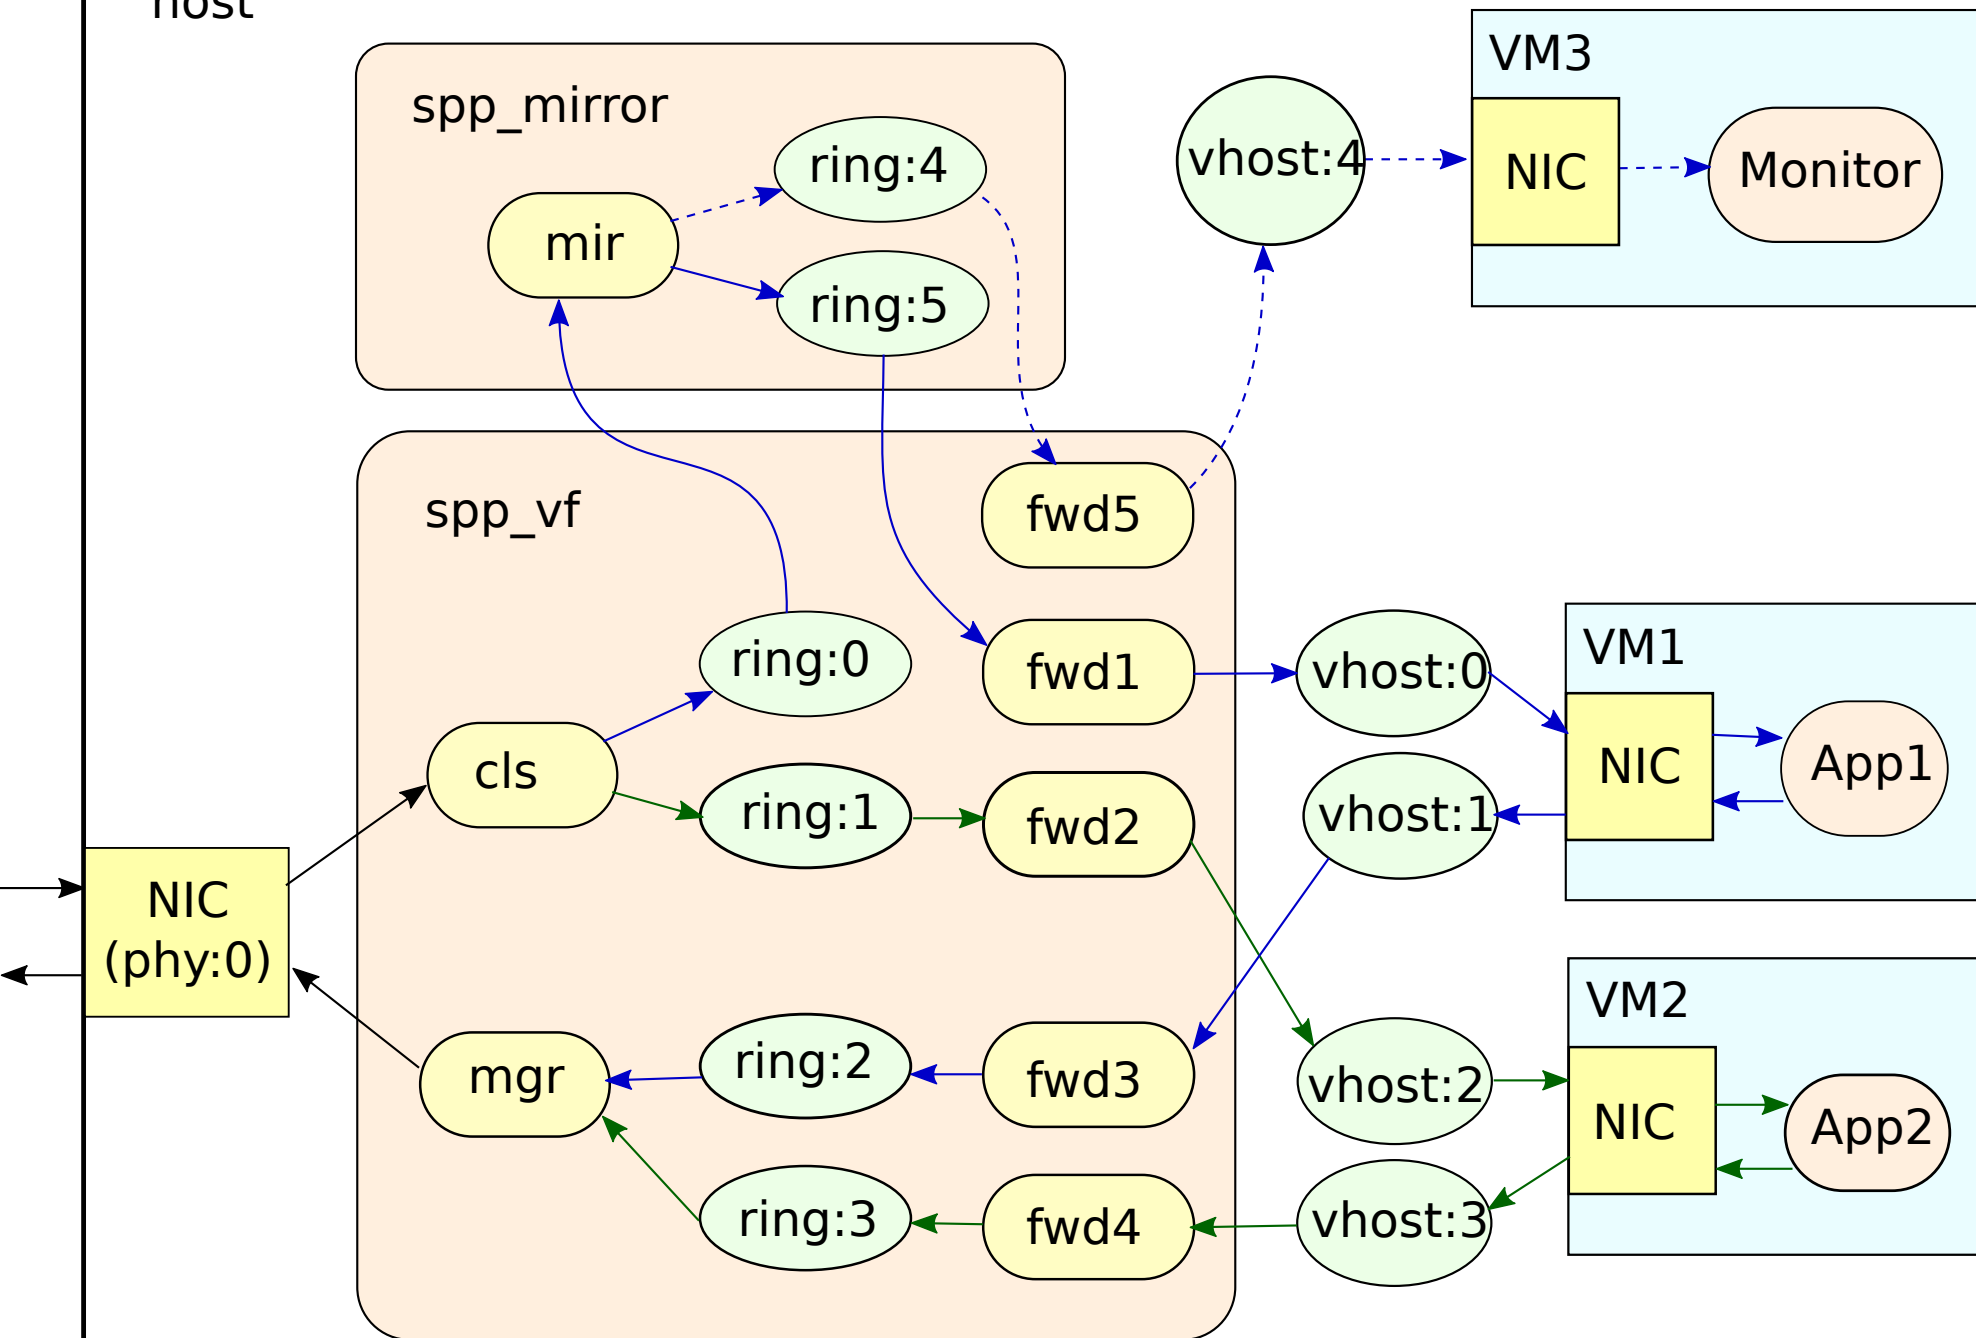 host
spp_mirror
ring:4
mir
ring:5
vhost:4
VM3
NIC
Monitor
spp_vf
fwd5
ring:0
fwd1
vhost:0
VM1
cls
NIC
App1
ring:1
fwd2
vhost:1
NIC
(phy:0)
VM2
mgr
ring:2
fwd3
vhost:2
NIC
App2
ring:3
fwd4
vhost:3